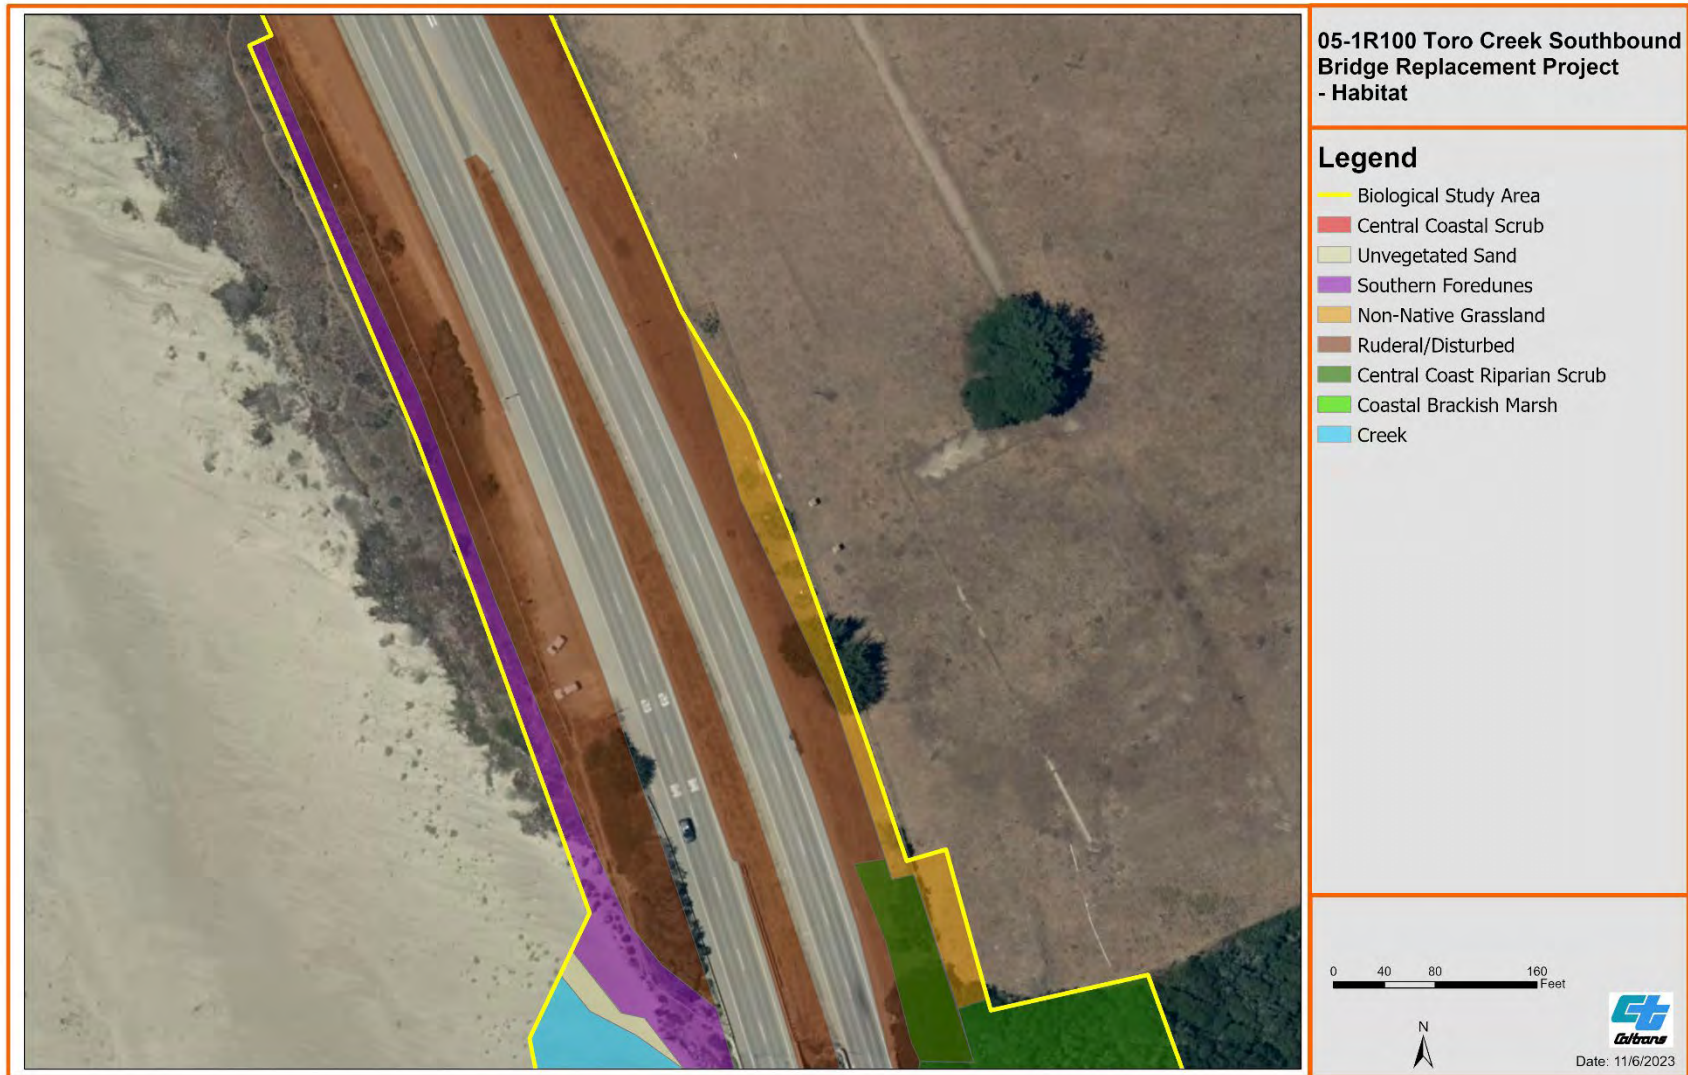 05-1R100 Toro Creek Southbound
Bridge Replacement Project
- Habitat
Legend
Biological Study Area
Central Coastal Scrub
Unvegetated Sand
Southern Foredunes
Non-Native Grassland
Ruderal/Disturbed
Central Coast Riparian Scrub
Coastal Brackish Marsh
Creek
0 40 80 160
Feet
N
Caltrans
Date: 11/6/2023